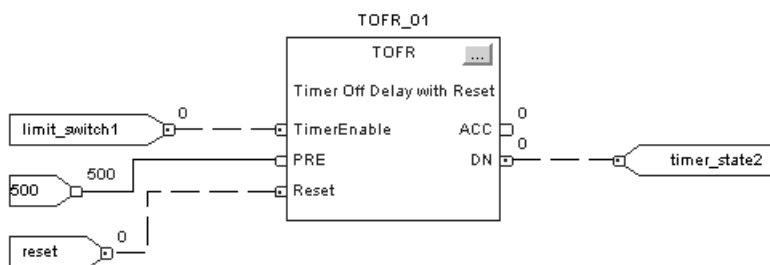 TOFR_01
TOFR
...
Timer Off Delay with Reset
limit_switch1
0
TimerEnable
ACC
0
500
500
PRE
DN
0
timer_state2
reset
0
Reset